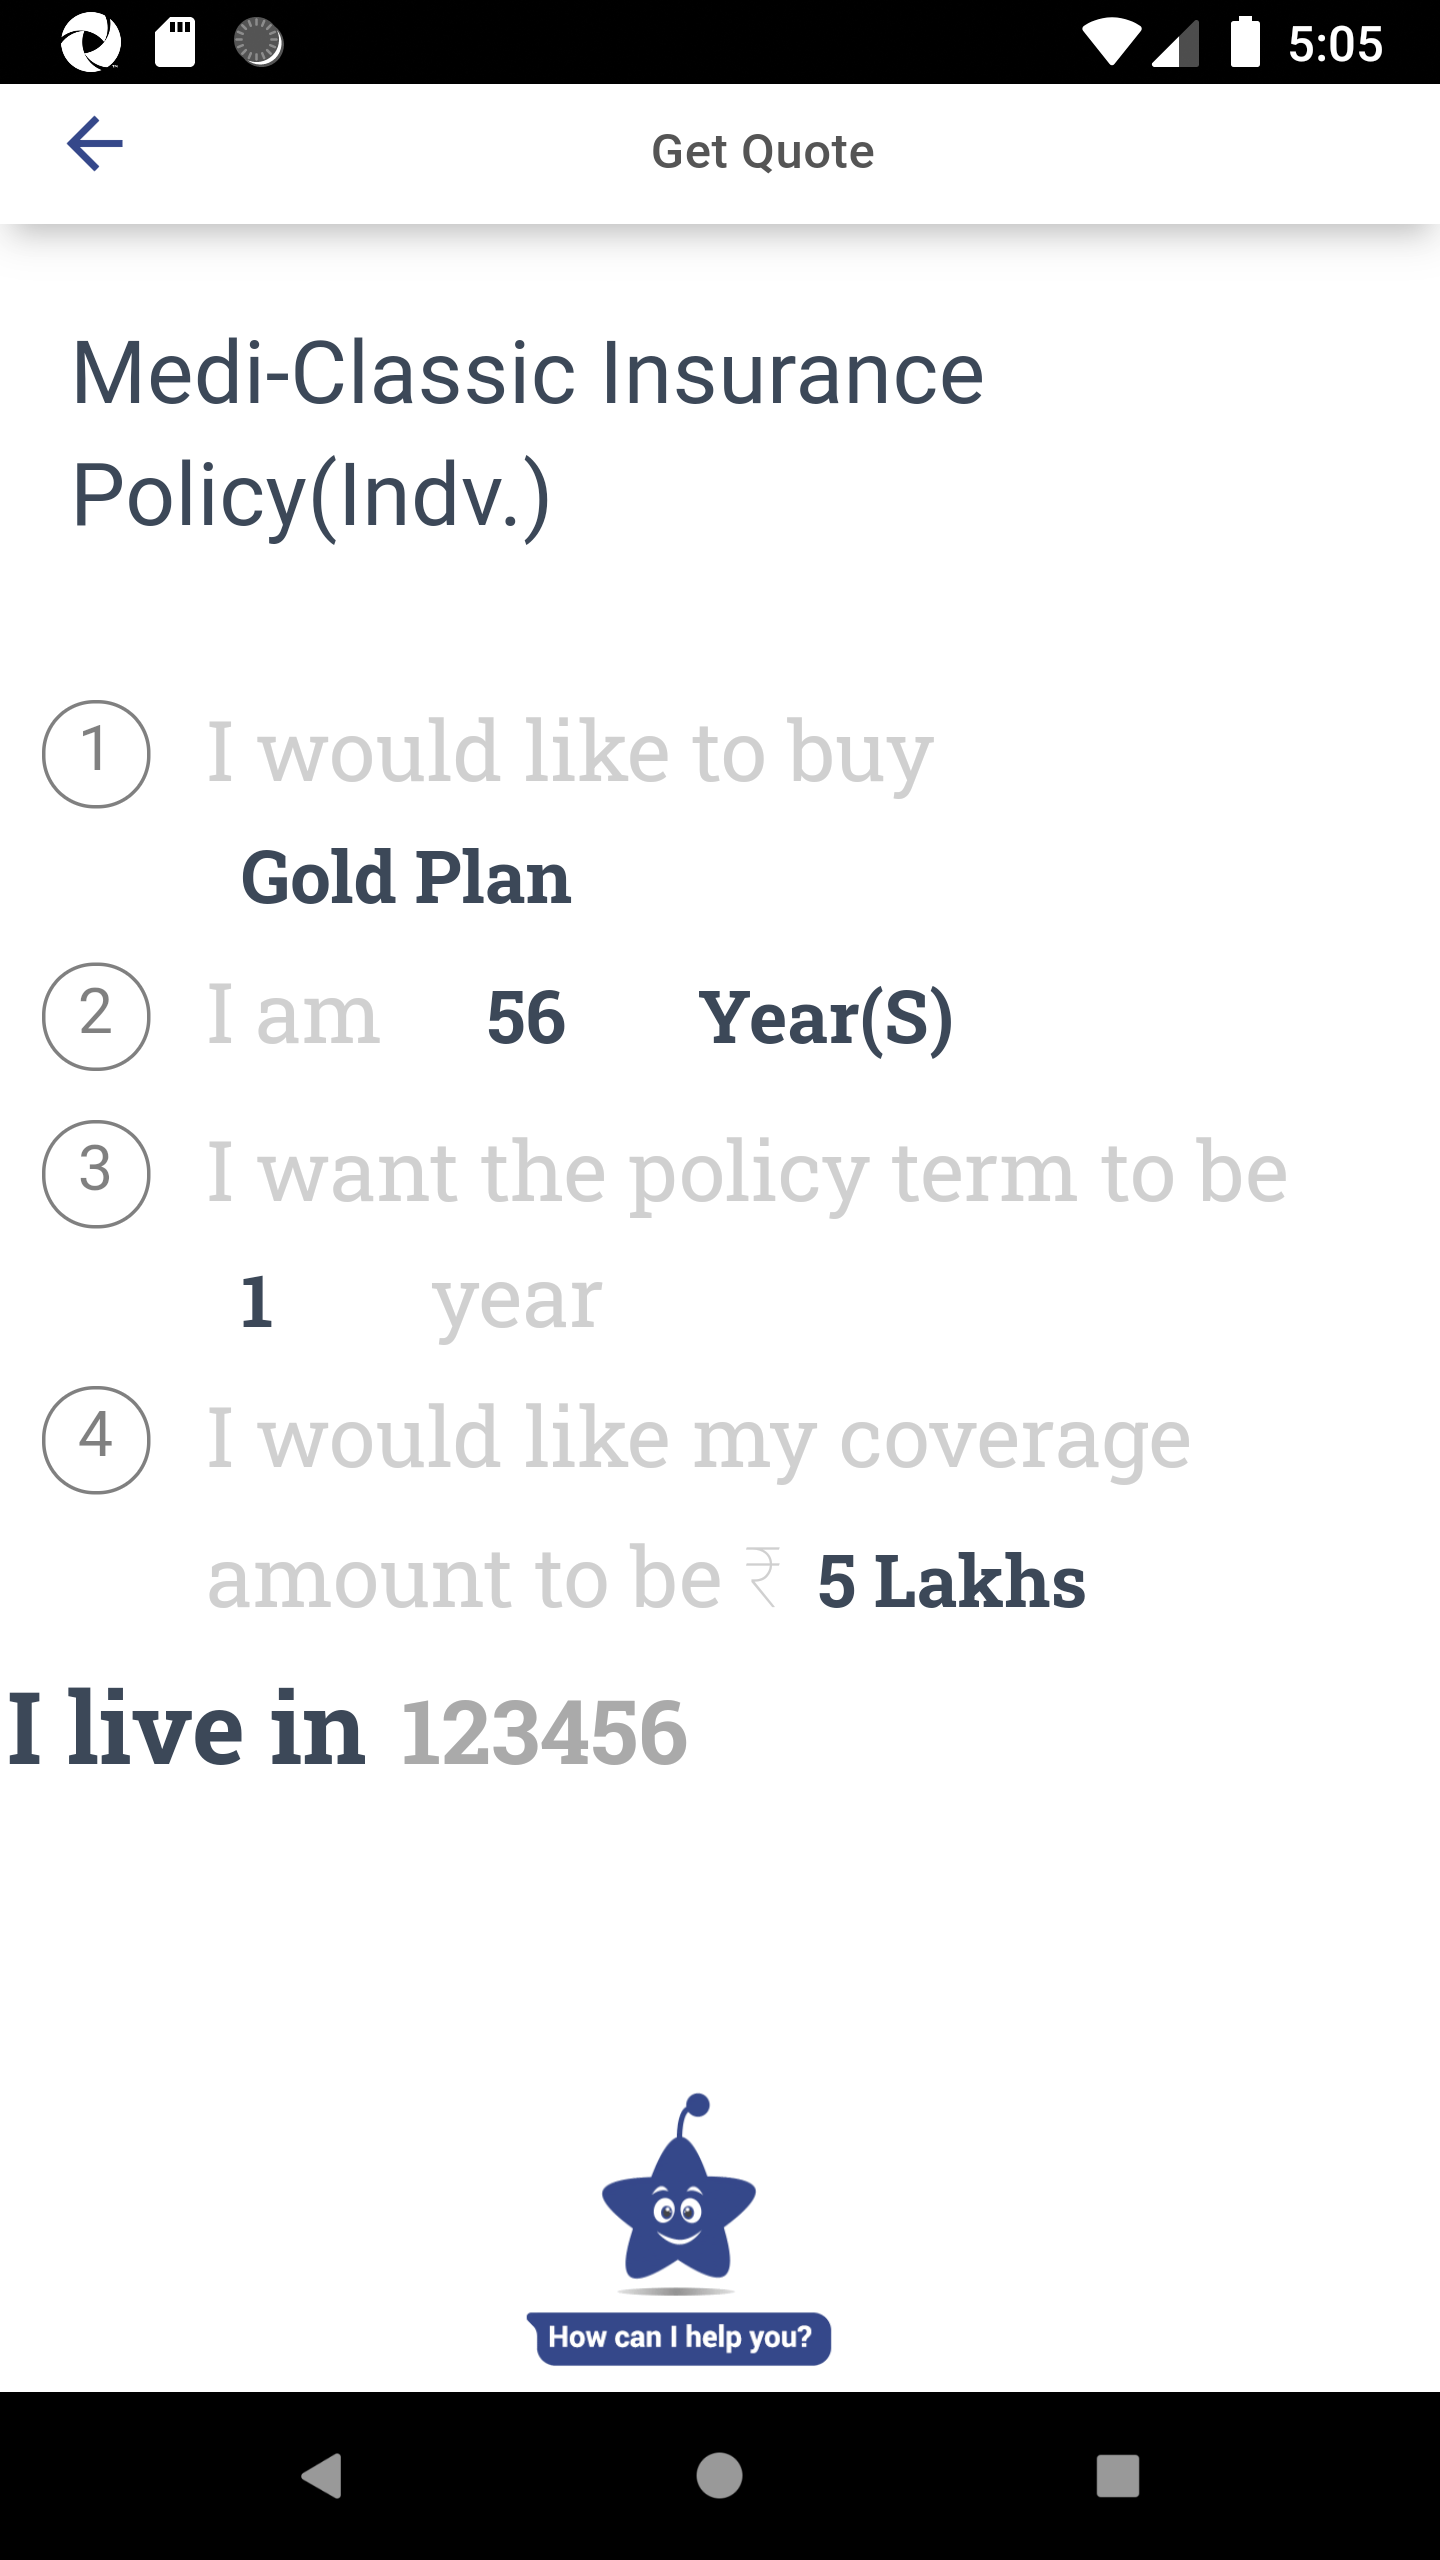 5:05
Get Quote
Medi-Classic Insurance
Policy(Indv.)
1 I would like to buy
Gold Plan
2 I am 56 Year(S)
3 I want the policy term to be
1 year
4 I would like my coverage
amount to be ₹ 5 Lakhs
I live in 123456
How can I help you?